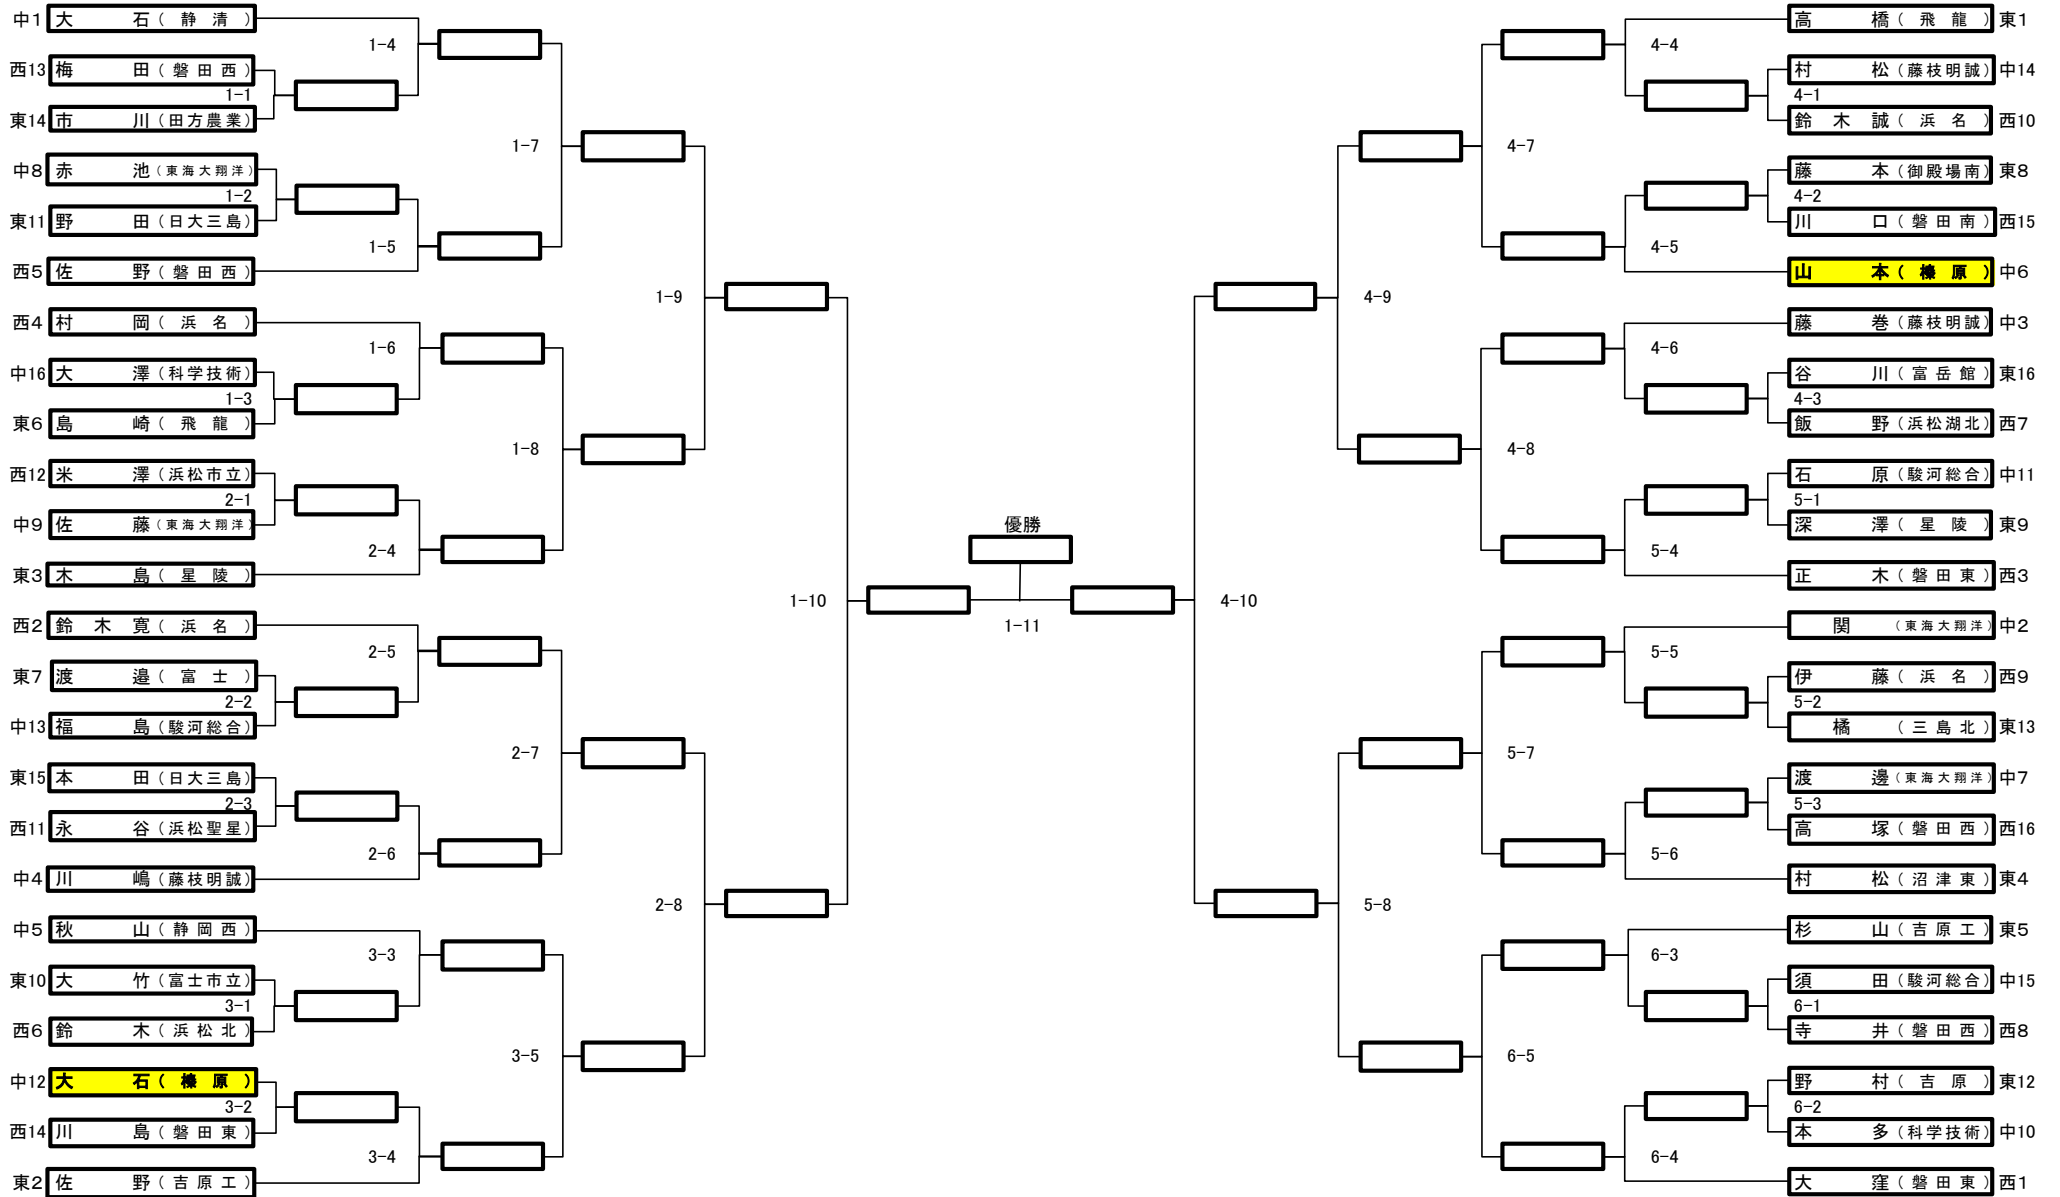 中1 大石(静清)
1-4
西13 梅田(磐田西)
1-1
東14 市川(田方農業)
1-7
中8 赤池(東海大翔洋)
1-2
東11 野田(日大三島)
1-5
西5 佐野(磐田西)
1-9
西4 村岡(浜名)
1-6
中16 大澤(科学技術)
1-3
東6 島崎(飛龍)
1-8
西12 米澤(浜松市立)
2-1
中9 佐藤(東海大翔洋)
2-4
東3 木島(星陵)
1-10
西2 鈴木寛(浜名)
2-5
東7 渡邉(富士)
2-2
中13 福島(駿河総合)
2-7
東15 本田(日大三島)
2-3
西11 永谷(浜松聖星)
2-6
中4 川嶋(藤枝明誠)
2-8
中5 秋山(静岡西)
3-3
東10 大竹(富士市立)
3-1
西6 鈴木(浜松北)
3-5
中12 大石(榛原)
3-2
西14 川島(磐田東)
3-4
東2 佐野(吉原工)
優勝
1-11
高橋(飛龍) 東1
4-4
村松(藤枝明誠) 中14
4-1
鈴木誠(浜名) 西10
4-7
藤本(御殿場南) 東8
4-2
川口(磐田南) 西15
4-5
山本(榛原) 中6
4-9
藤巻(藤枝明誠) 中3
4-6
谷川(富岳館) 東16
4-3
飯野(浜松湖北) 西7
4-8
石原(駿河総合) 中11
5-1
深澤(星陵) 東9
5-4
正木(磐田東) 西3
4-10
関(東海大翔洋) 中2
5-5
伊藤(浜名) 西9
5-2
橘(三島北) 東13
5-7
渡邊(東海大翔洋) 中7
5-3
高塚(磐田西) 西16
5-6
村松(沼津東) 東4
5-8
杉山(吉原工) 東5
6-3
須田(駿河総合) 中15
6-1
寺井(磐田西) 西8
6-5
野村(吉原) 東12
6-2
本多(科学技術) 中10
6-4
大窪(磐田東) 西1